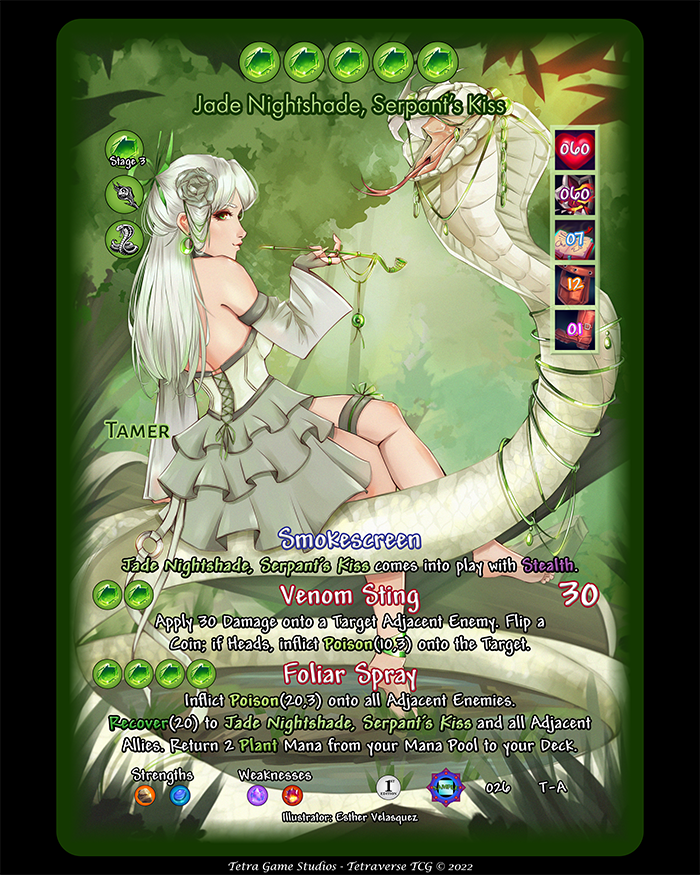 Jade Nightshade, Serpant's Kiss
Stage 3
060
060
07
12
01
Tamer
Smokescreen
Jade Nightshade, Serpant's Kiss comes into play with Stealth.
Venom Sting 30
Apply 30 Damage onto a Target Adjacent Enemy. Flip a
Coin; if Heads, inflict Poison(10,3) onto the Target.
Foliar Spray
Inflict Poison(20,3) onto all Adjacent Enemies.
Recover(20) to Jade Nightshade, Serpant's Kiss and all Adjacent
Allies. Return 2 Plant Mana from your Mana Pool to your Deck.
Strengths Weaknesses
1ST EDITION 026 T-A
Illustrator: Esther Velasquez
Tetra Game Studios - Tetraverse TCG © 2022